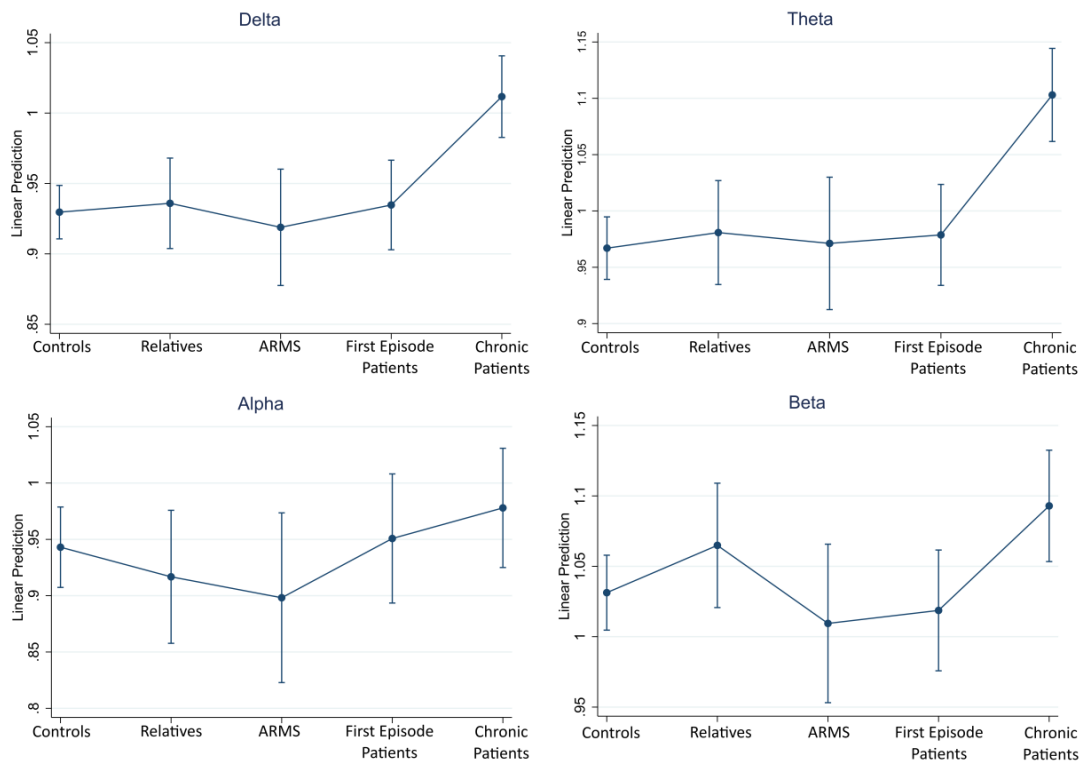 Delta
1.05
1
.95
.9
.85
Linear Prediction
Controls
Relatives
ARMS
First Episode
Patients
Chronic
Patients
Theta
1.15
1.1
1.05
1
.95
.9
Linear Prediction
Controls
Relatives
ARMS
First Episode
Patients
Chronic
Patients
Alpha
1.05
1
.95
.9
.85
.8
Linear Prediction
Controls
Relatives
ARMS
First Episode
Patients
Chronic
Patients
Beta
1.15
1.1
1.05
1
.95
Linear Prediction
Controls
Relatives
ARMS
First Episode
Patients
Chronic
Patients